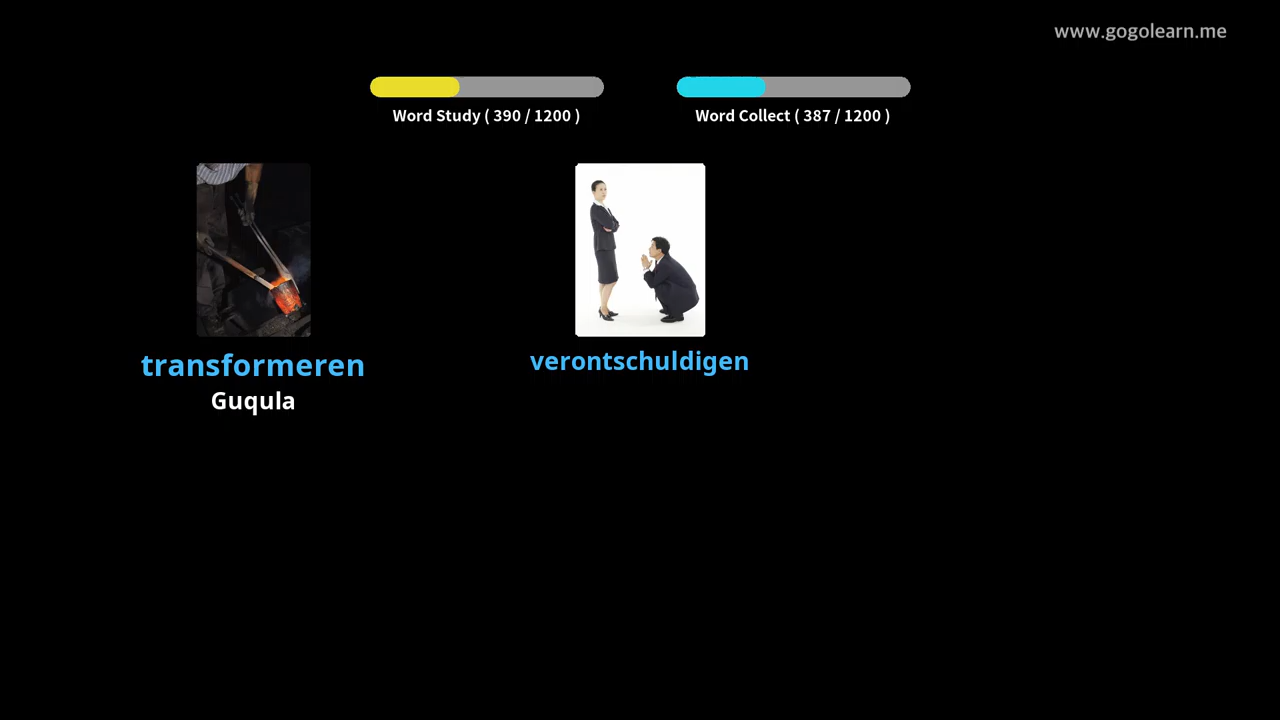 www.gogolearn.me
Word Study ( 390 / 1200 )
Word Collect ( 387 / 1200 )
transformeren
Guqula
verontschuldigen